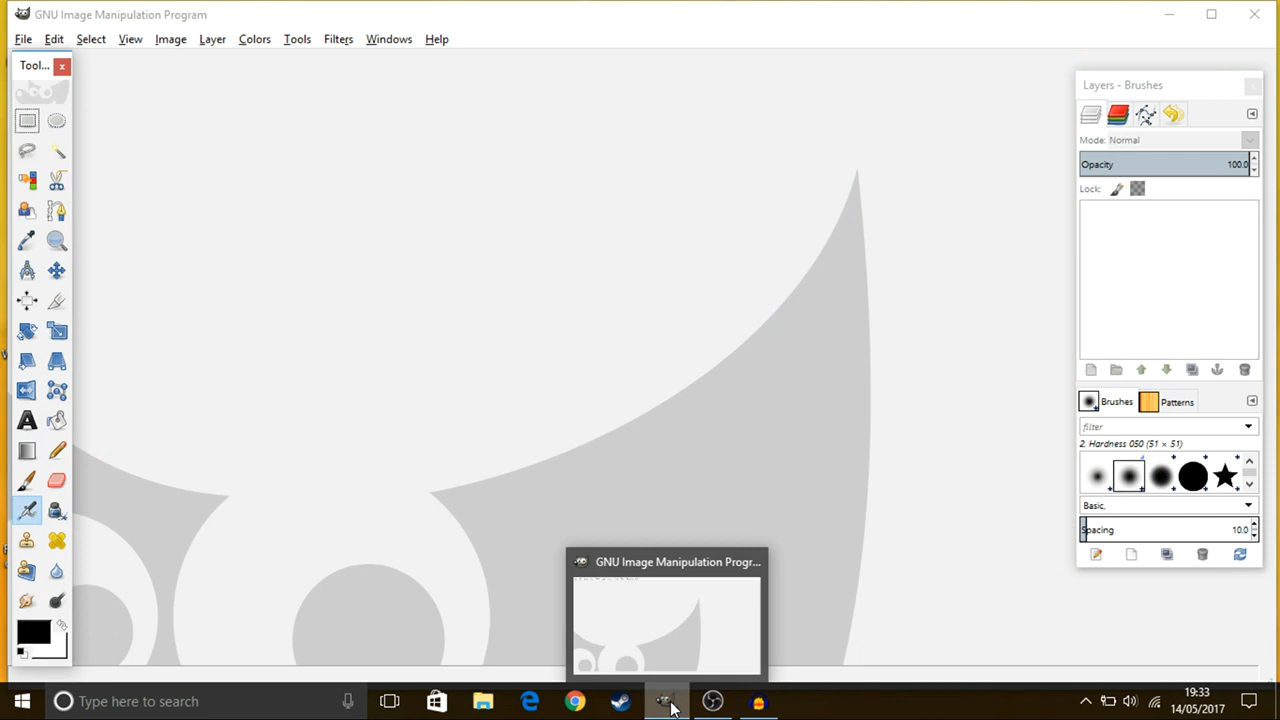 GNU Image Manipulation Program
File Edit Select View Image Layer Colors Tools Filters Windows Help
Tool...
Layers - Brushes
Mode: Normal
Opacity 100.0
Lock:
Brushes Patterns
filter
2. Hardness 050 (51 × 51)
Basic,
Spacing 10.0
GNU Image Manipulation Progr...
Type here to search
19:33
14/05/2017